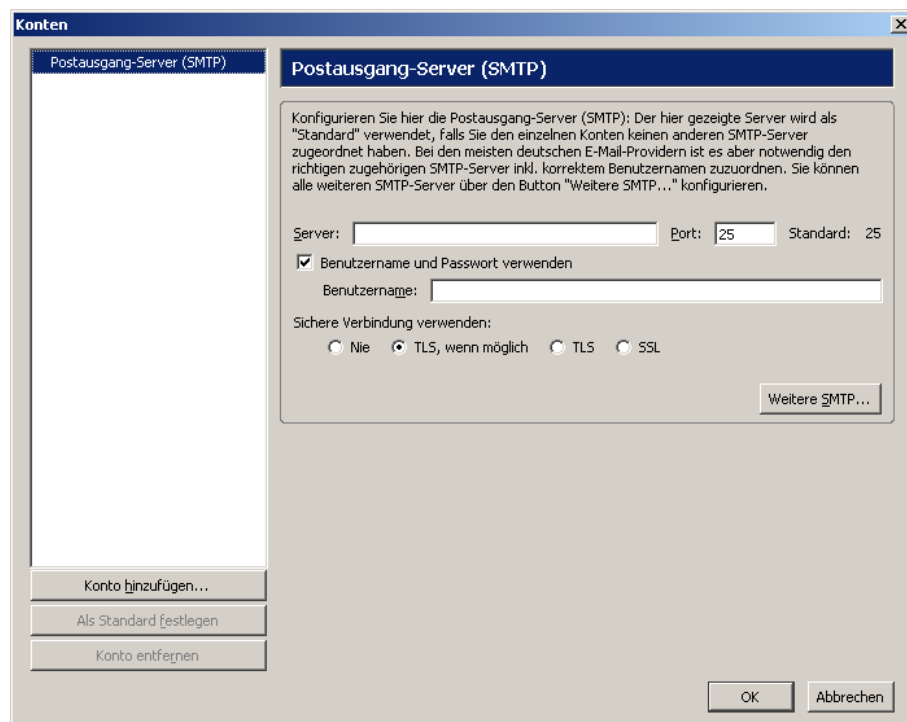 Konten
Postausgang-Server (SMTP)
Postausgang-Server (SMTP)
Konfigurieren Sie hier die Postausgang-Server (SMTP): Der hier gezeigte Server wird als
"Standard" verwendet, falls Sie den einzelnen Konten keinen anderen SMTP-Server
zugeordnet haben. Bei den meisten deutschen E-Mail-Providern ist es aber notwendig den
richtigen zugehörigen SMTP-Server inkl. korrektem Benutzernamen zuzuordnen. Sie können
alle weiteren SMTP-Server über den Button "Weitere SMTP..." konfigurieren.
Server: Port: 25 Standard: 25
Benutzername und Passwort verwenden
Benutzername:
Sichere Verbindung verwenden:
Nie TLS, wenn möglich TLS SSL
Weitere SMTP...
Konto hinzufügen...
Als Standard festlegen
Konto entfernen
OK Abbrechen